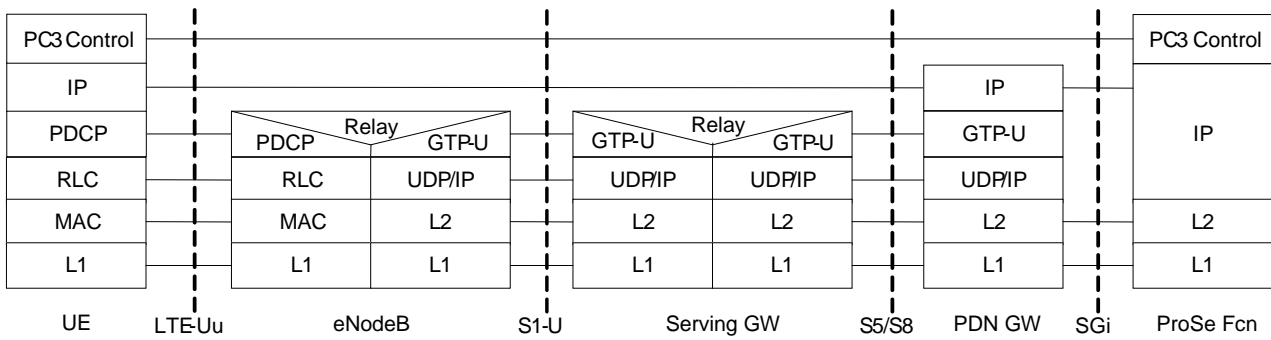 PC3 Control PC3 Control
IP IP
PDCP Relay PDCP GTP-U Relay GTP-U GTP-U GTP-U IP
RLC RLC UDP/IP UDP/IP UDP/IP UDP/IP
MAC MAC L2 L2 L2 L2 L2
L1 L1 L1 L1 L1 L1 L1
UE LTE-Uu eNodeB S1-U Serving GW S5/S8 PDN GW SGi ProSe Fcn